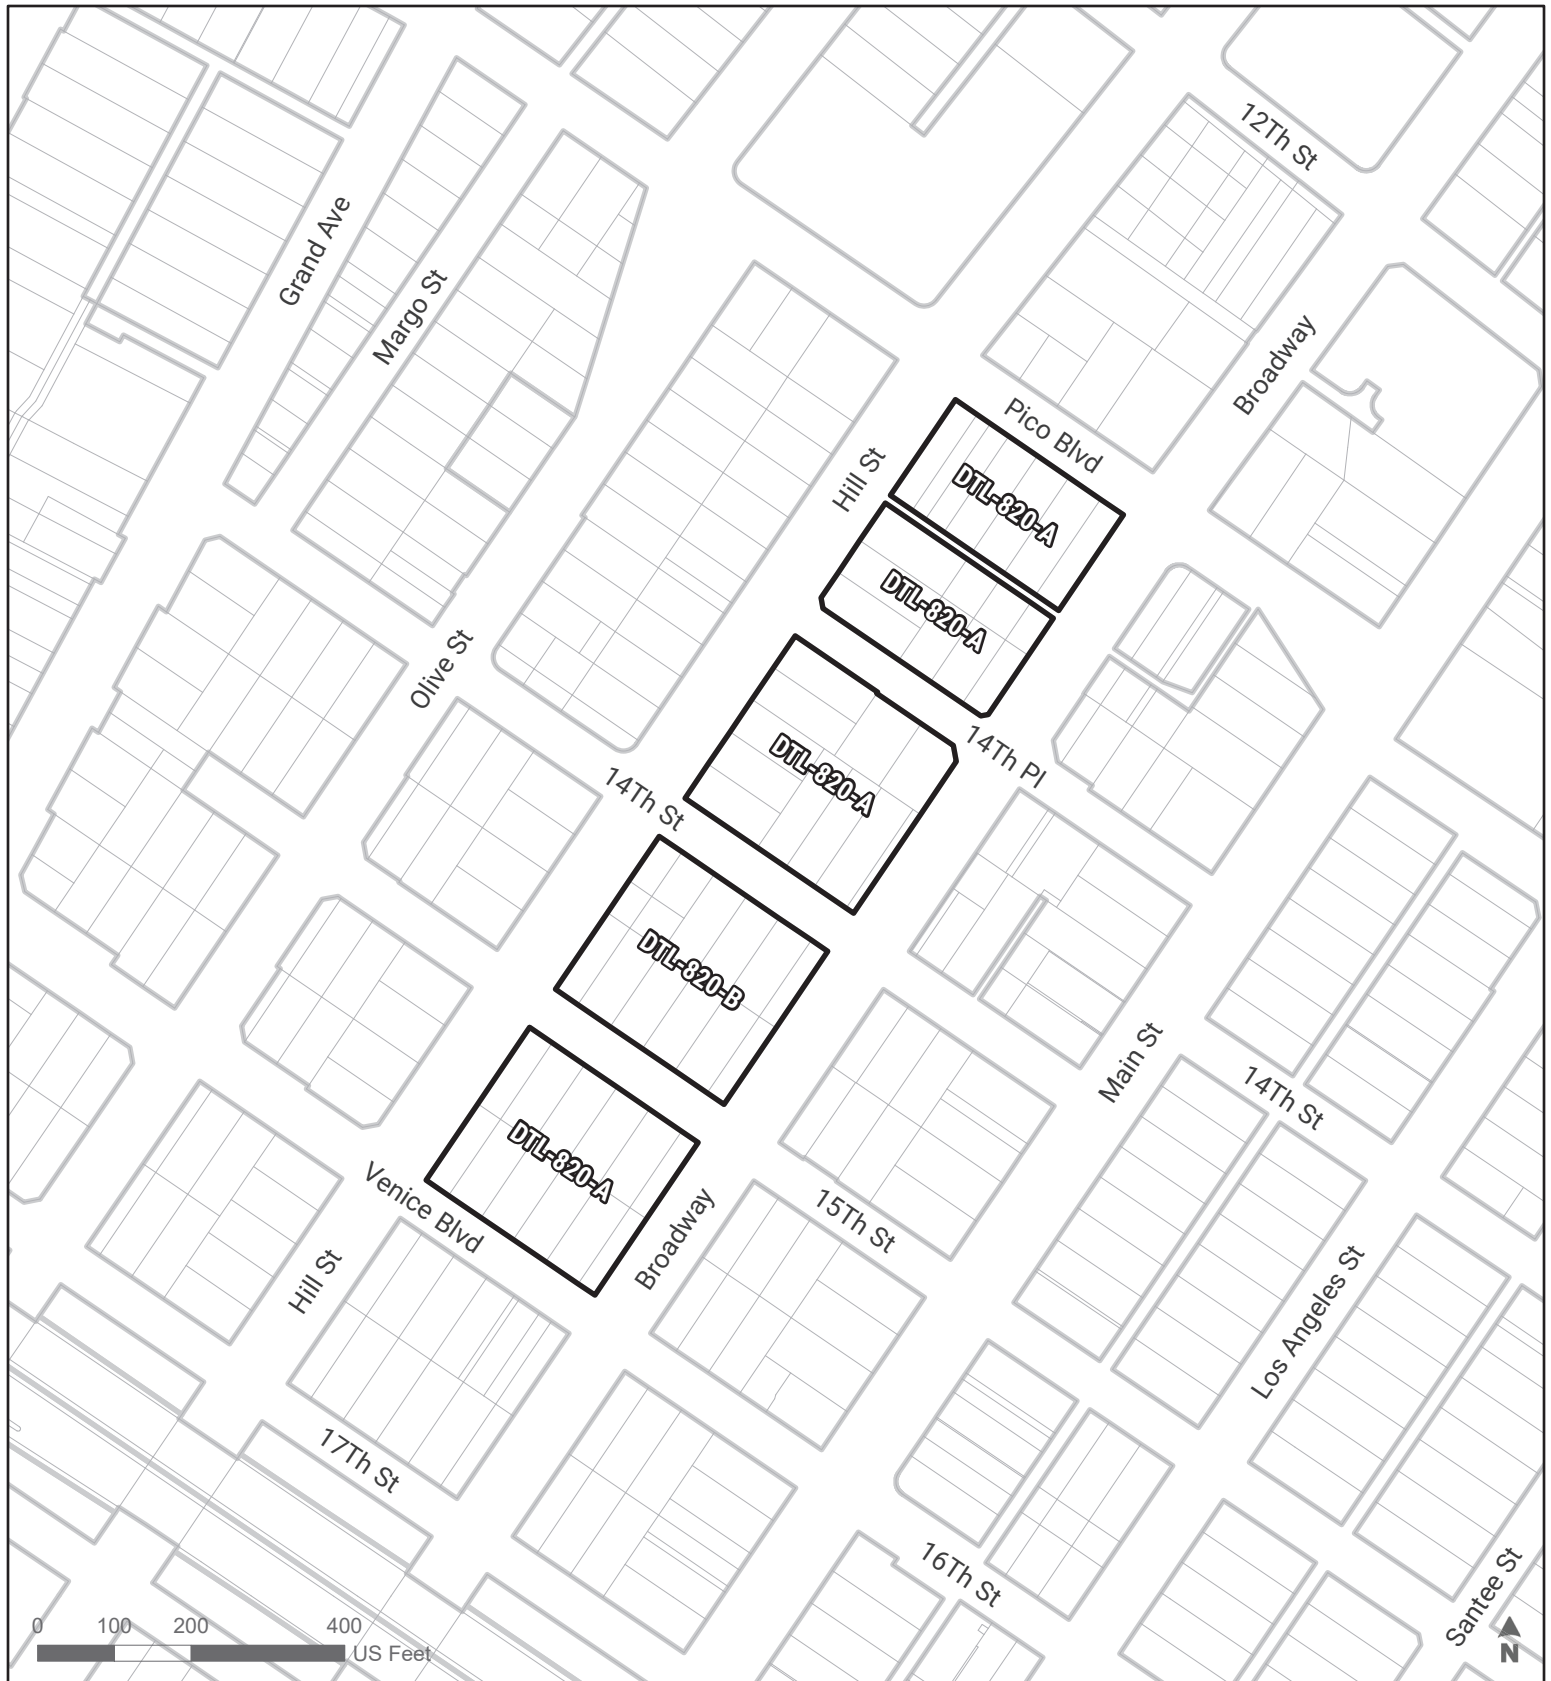 12Th St
Grand Ave
Margo St
Broadway
Pico Blvd
Hill St
DTL-820-A
DTL-820-A
Olive St
14Th Pl
DTL-820-A
14Th St
DTL-820-B
Main St
14Th St
DTL-820-A
Venice Blvd
15Th St
Broadway
Hill St
Los Angeles St
17Th St
16Th St
Santee St
0 100 200 400
US Feet
N